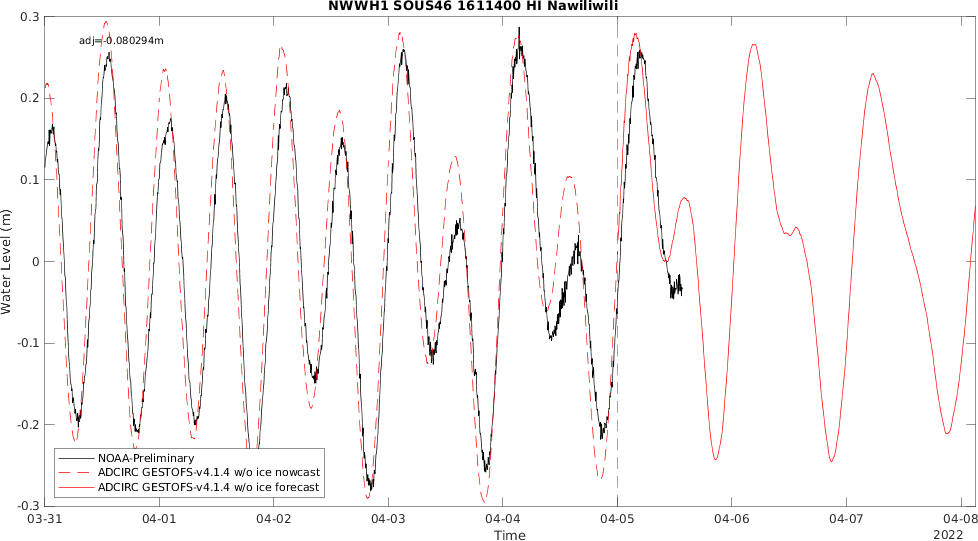 NWWH1 SOUS46 1611400 HI Nawiliwili
adj=-0.080294m
0.3
0.2
0.1
0
-0.1
-0.2
-0.3
Water Level (m)
NOAA-Preliminary
ADCIRC GESTOFS-v4.1.4 w/o ice nowcast
ADCIRC GESTOFS-v4.1.4 w/o ice forecast
03-31 04-01 04-02 04-03 04-04 04-05 04-06 04-07 04-08
Time
2022